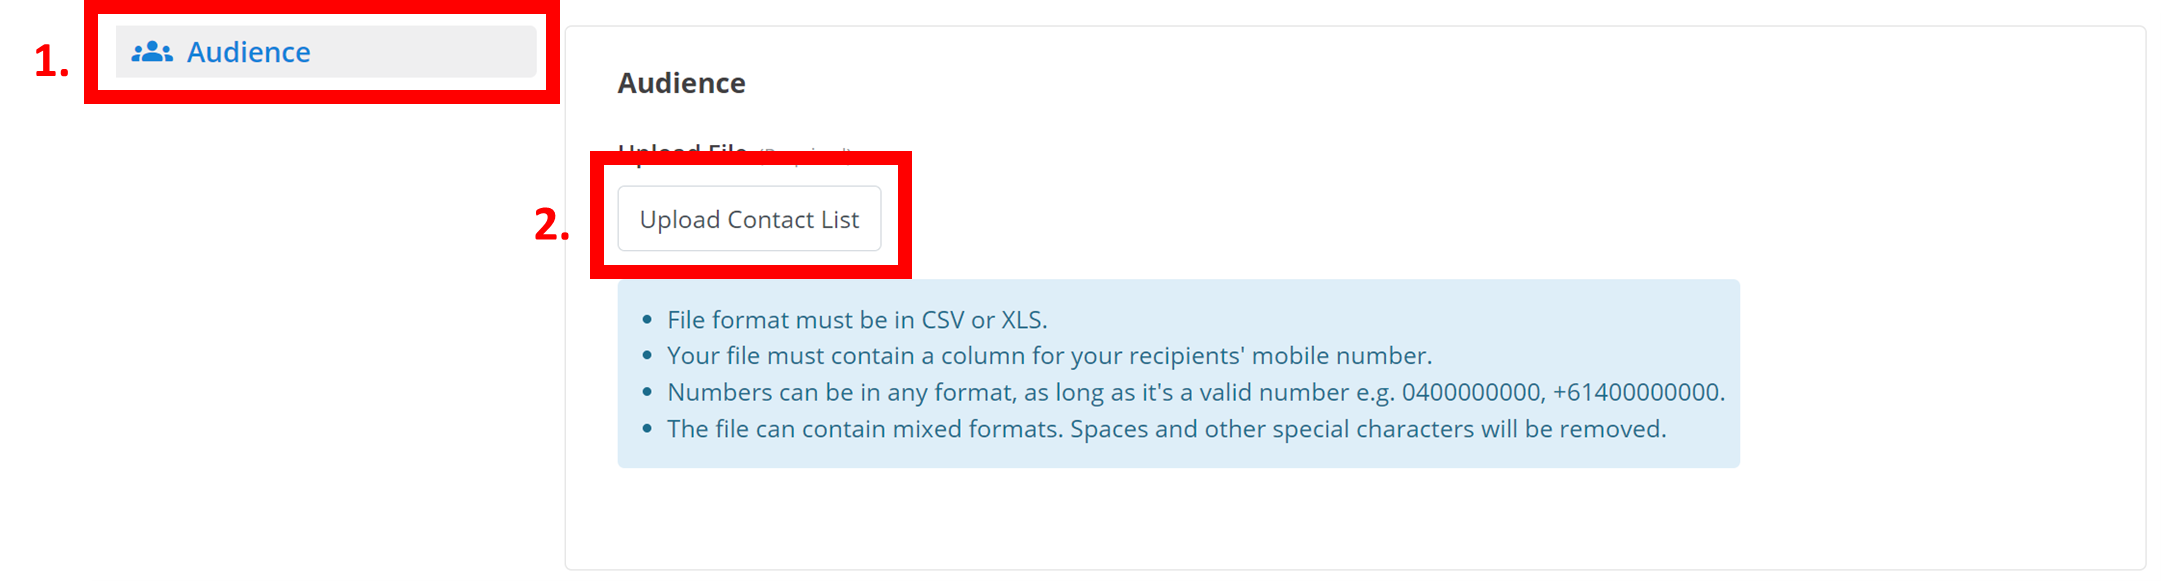 1.
Audience
Audience
Upload File (Required)
2.
Upload Contact List
File format must be in CSV or XLS.
Your file must contain a column for your recipients' mobile number.
Numbers can be in any format, as long as it's a valid number e.g. 0400000000, +61400000000.
The file can contain mixed formats. Spaces and other special characters will be removed.